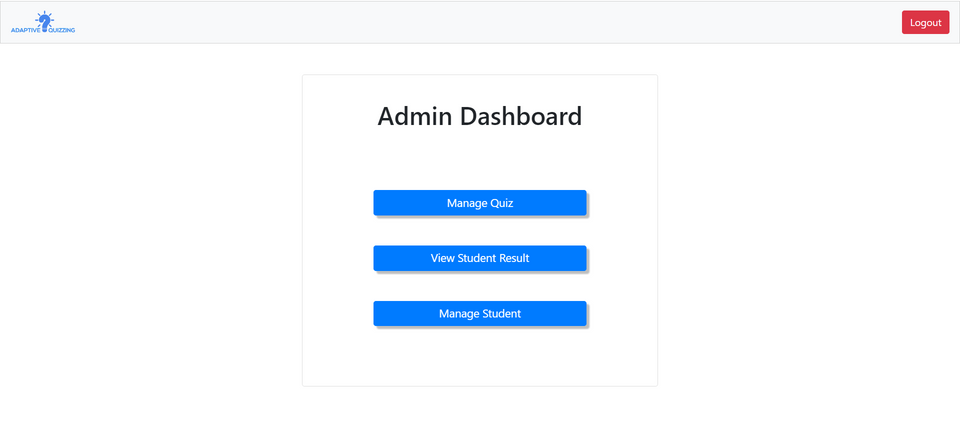 ADAPTIVE QUIZZING
Logout
Admin Dashboard
Manage Quiz
View Student Result
Manage Student